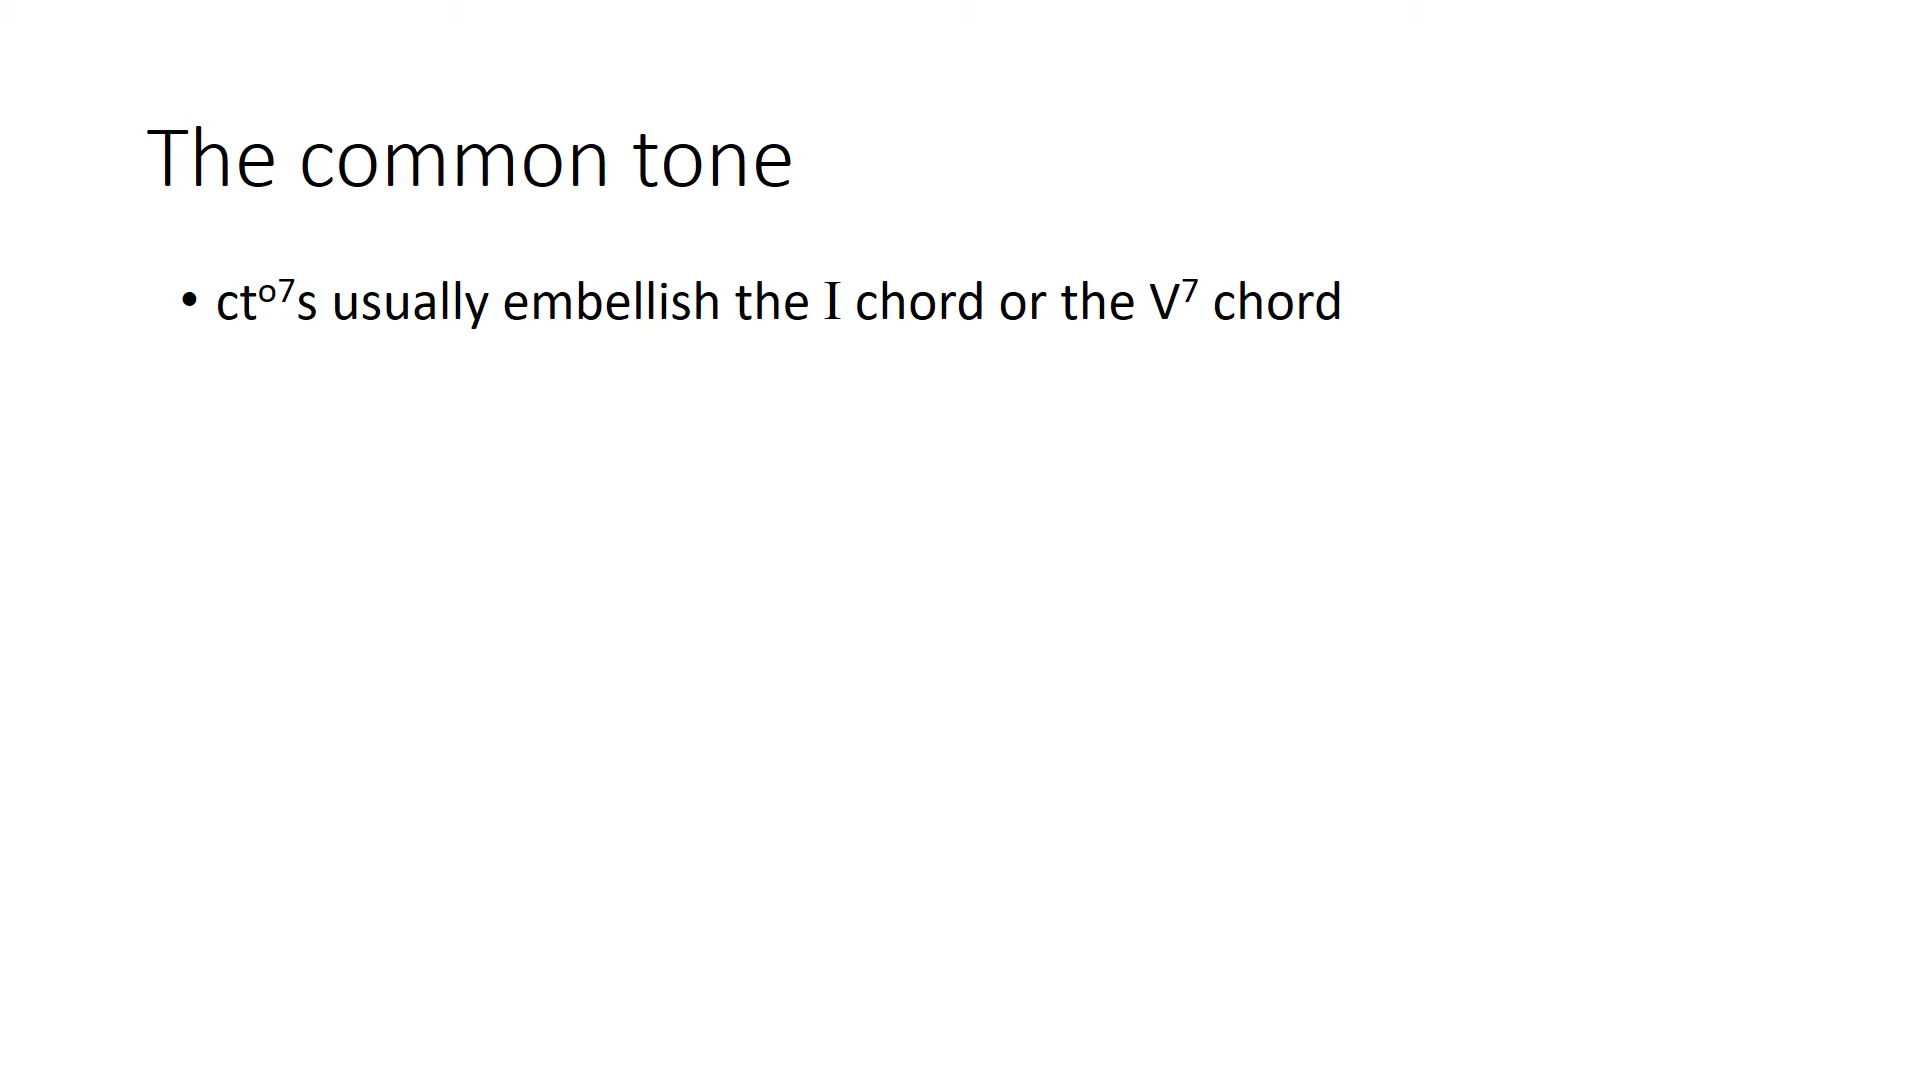 The common tone
• ctᵒ⁷s usually embellish the I chord or the V⁷ chord